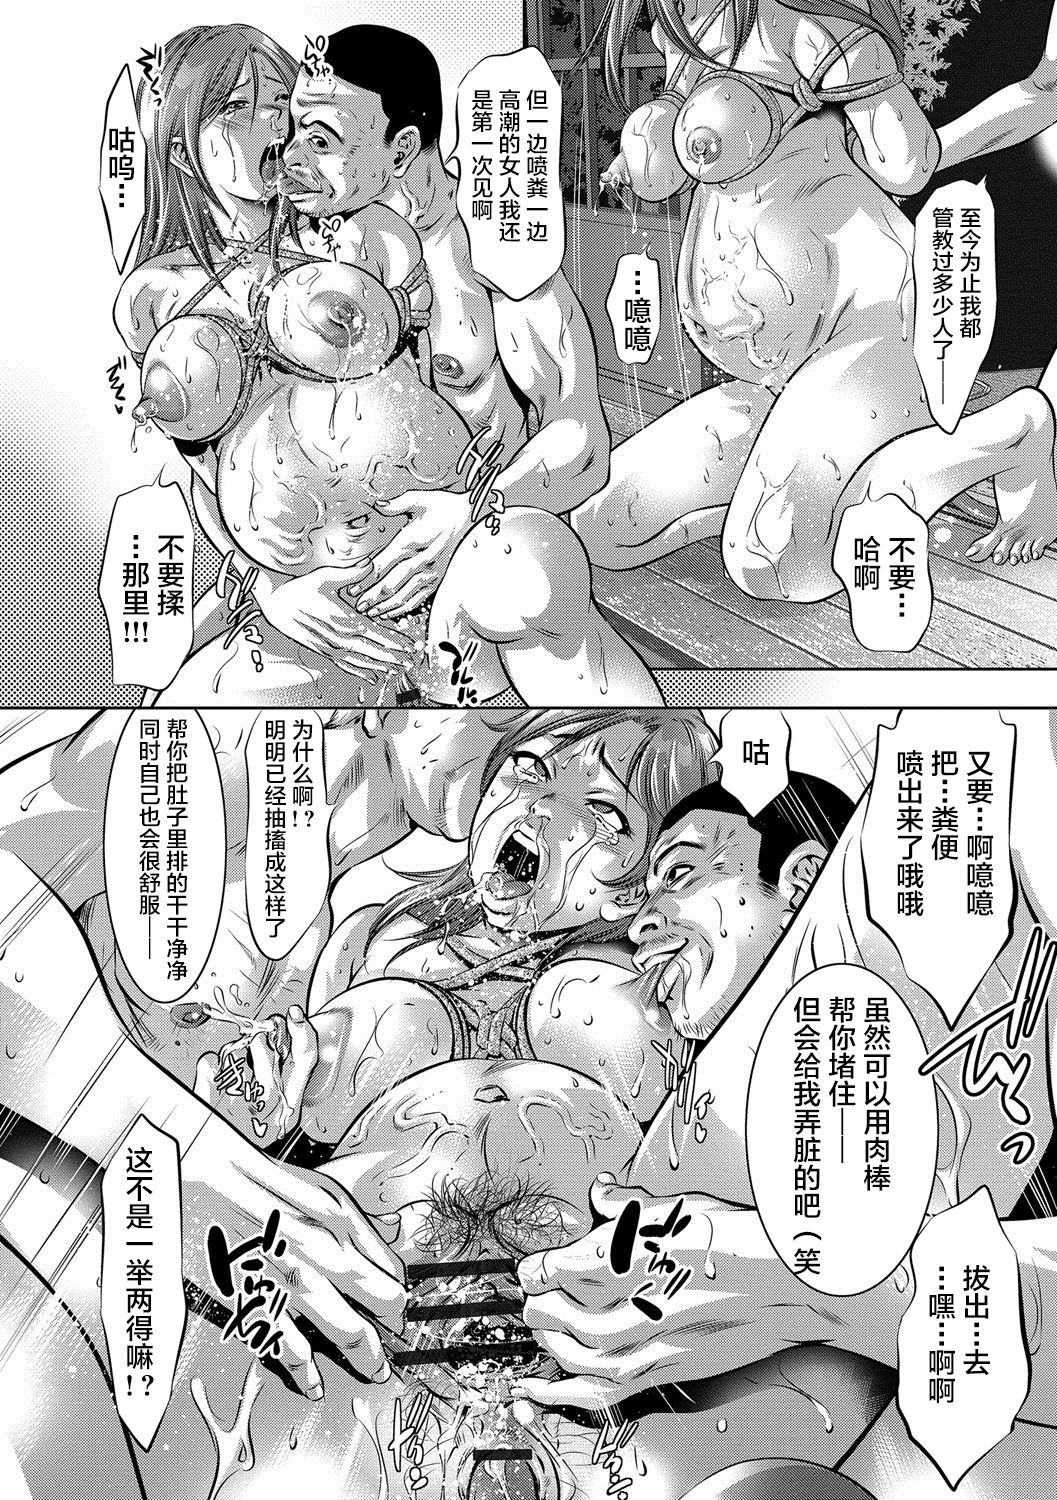 至今为止我都
管教过多少人了——
不要…
哈啊
…噫噫
但一边喷粪一边
高潮的女人我还
是第一次见啊
咕呜…
不要揉
…那里!!!
又要…啊噫噫
把…粪便
喷出来了哦哦
咕
虽然可以用肉棒
帮你堵住——
但会给我弄脏的吧（笑
拔出…去
…嘿…啊啊
为什么啊!?
明明已经抽搐成这样了
帮你把肚子里排的干干净净
同时自己也会很舒服——
这不是一举两得嘛!?